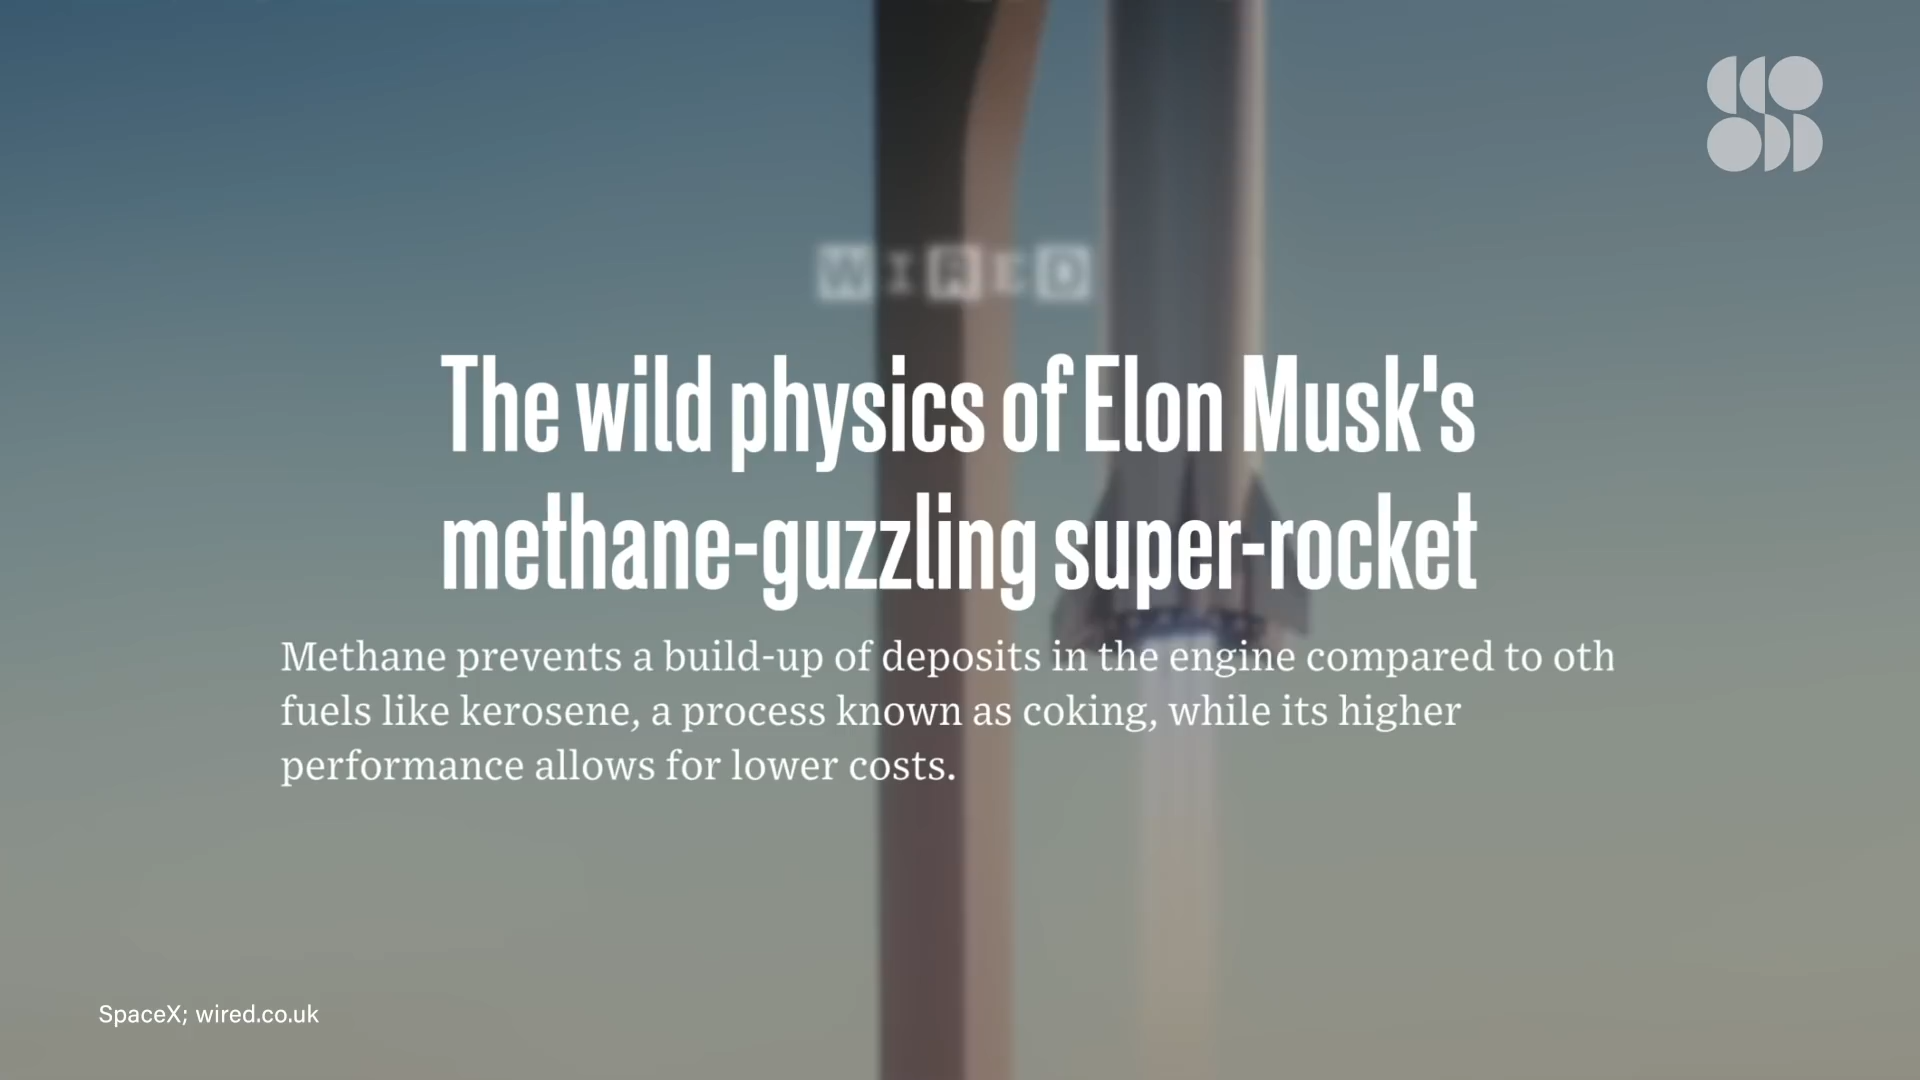 WIRED
The wild physics of Elon Musk's
methane-guzzling super-rocket
Methane prevents a build-up of deposits in the engine compared to oth
fuels like kerosene, a process known as coking, while its higher
performance allows for lower costs.
SpaceX; wired.co.uk